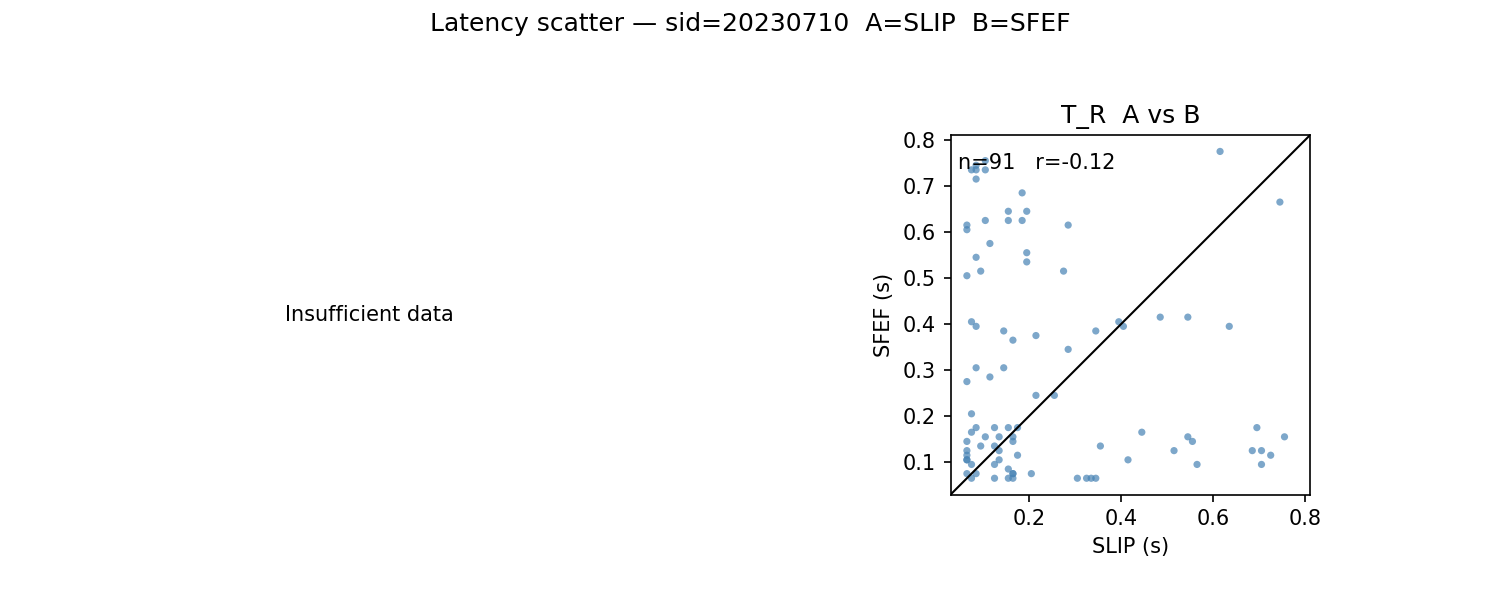 Latency scatter — sid=20230710  A=SLIP  B=SFEF
Insufficient data
T_R  A vs B
n=91   r=-0.12
0.8
0.7
0.6
0.5
0.4
0.3
0.2
0.1
SFEF (s)
0.2 0.4 0.6 0.8
SLIP (s)